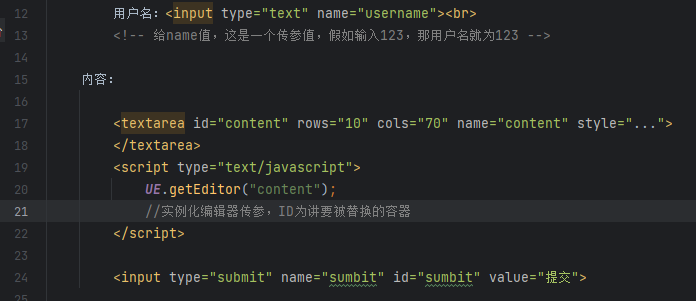 12 用户名：<input type="text" name="username"><br>
13 <!-- 给name值，这是一个传参值，假如输入123，那用户名就为123 -->
14
15 内容：
16
17 <textarea id="content" rows="10" cols="70" name="content" style="...">
18 </textarea>
19 <script type="text/javascript">
20 UE.getEditor("content");
21 //实例化编辑器传参，ID为讲要被替换的容器
22 </script>
23
24 <input type="submit" name="sumbit" id="sumbit" value="提交">
25